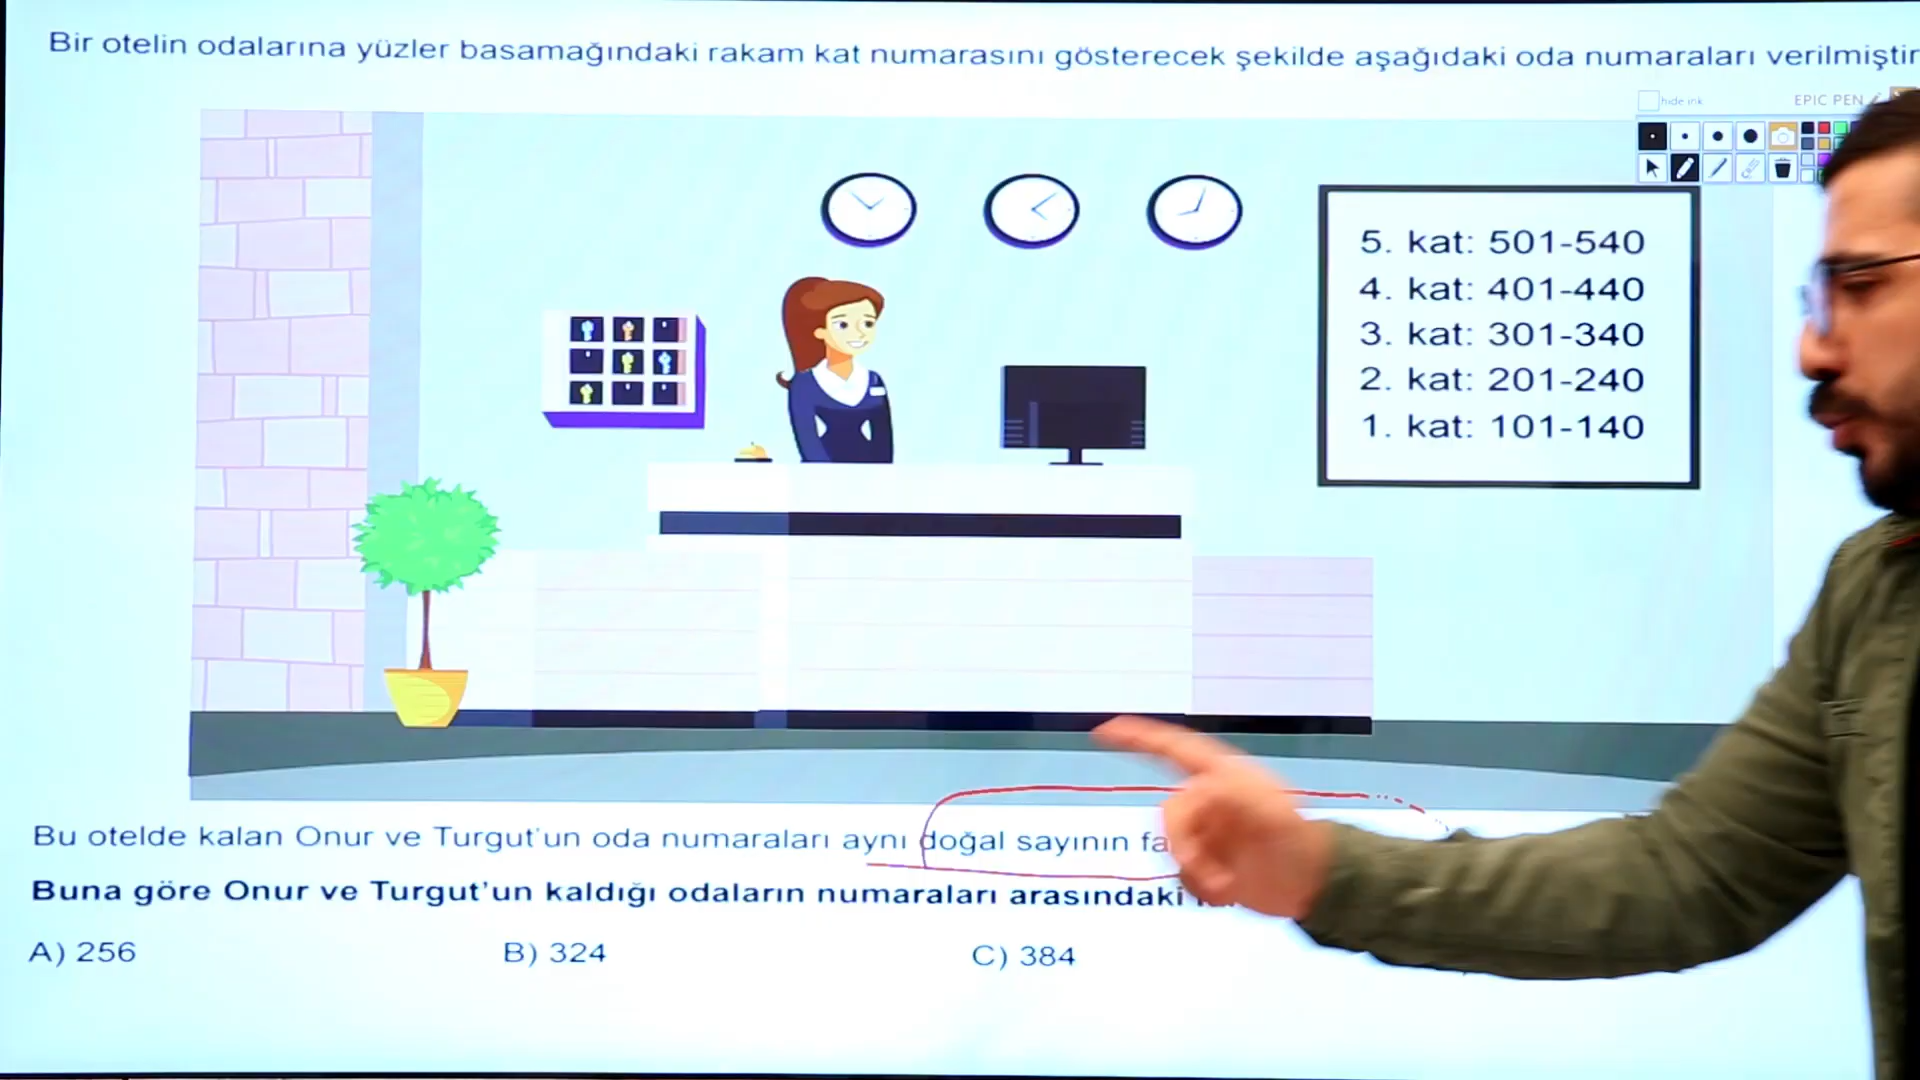 Bir otelin odalarına yüzler basamağındaki rakam kat numarasını gösterecek şekilde aşağıdaki oda numaraları verilmiştir
hide ink EPIC PEN
5. kat: 501-540
4. kat: 401-440
3. kat: 301-340
2. kat: 201-240
1. kat: 101-140
Bu otelde kalan Onur ve Turgut'un oda numaraları aynı doğal sayının fa
Buna göre Onur ve Turgut'un kaldığı odaların numaraları arasındaki
A) 256 B) 324 C) 384